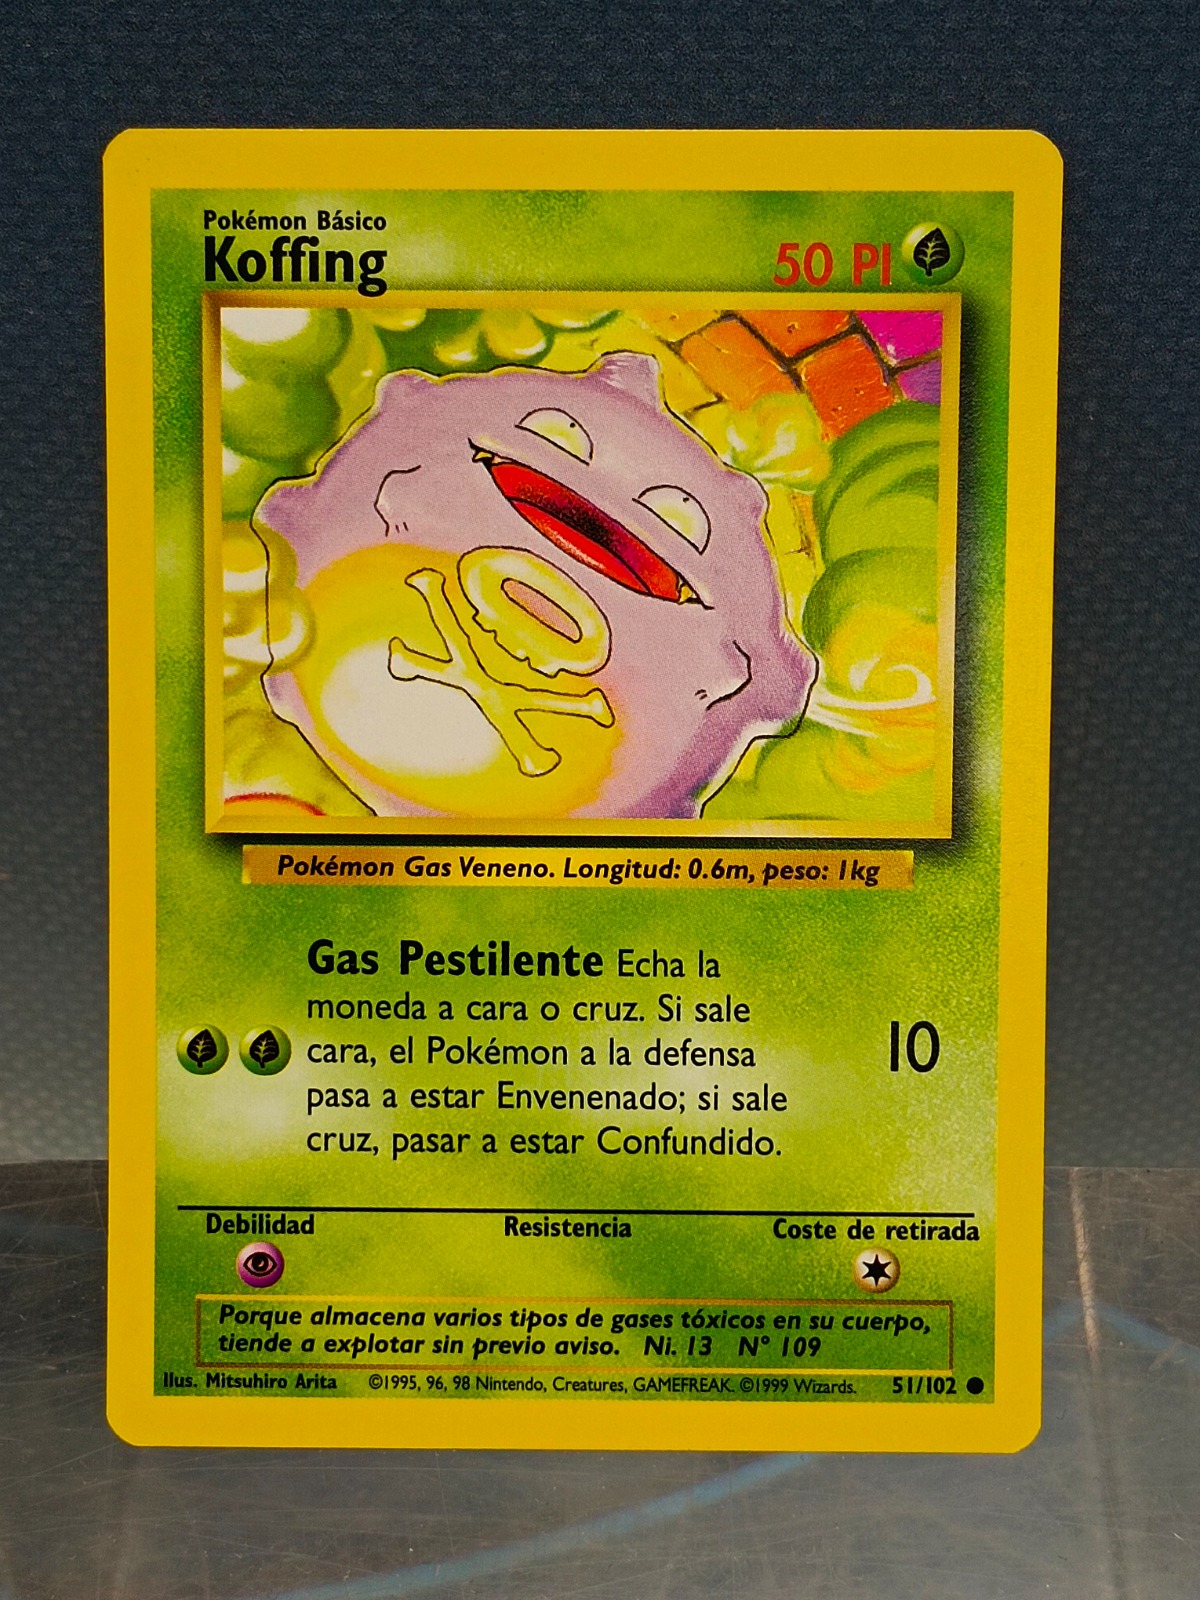 Pokémon Básico
Koffing
50 PI
Pokémon Gas Veneno. Longitud: 0.6m, peso: 1kg
Gas Pestilente Echa la
moneda a cara o cruz. Si sale
cara, el Pokémon a la defensa
pasa a estar Envenenado; si sale
cruz, pasar a estar Confundido.
10
Debilidad Resistencia Coste de retirada
Porque almacena varios tipos de gases tóxicos en su cuerpo,
tiende a explotar sin previo aviso. Ni. 13 N° 109
Ilus. Mitsuhiro Arita ©1995, 96, 98 Nintendo, Creatures, GAMEFREAK. ©1999 Wizards. 51/102